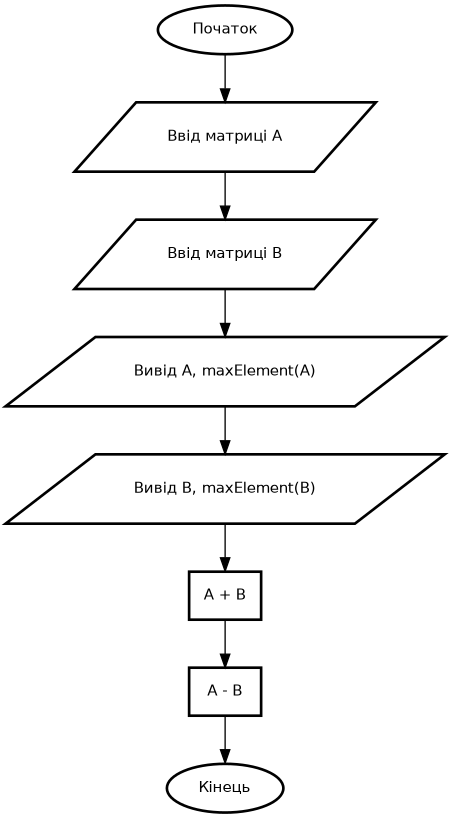 Початок
Ввід матриці A
Ввід матриці B
Вивід A, maxElement(A)
Вивід B, maxElement(B)
A + B
A - B
Кінець